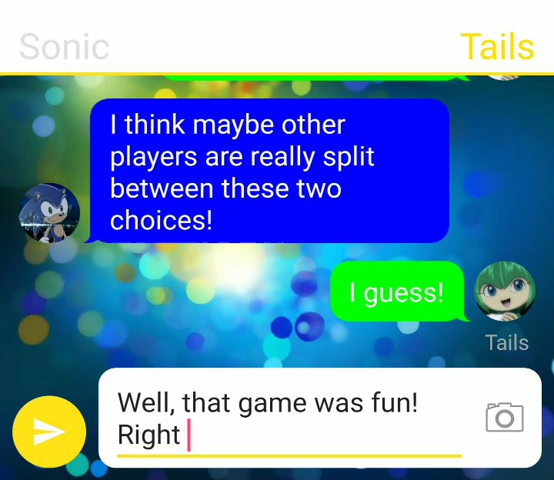 Sonic
Tails
I think maybe other
players are really split
between these two
choices!
I guess!
Tails
Well, that game was fun!
Right